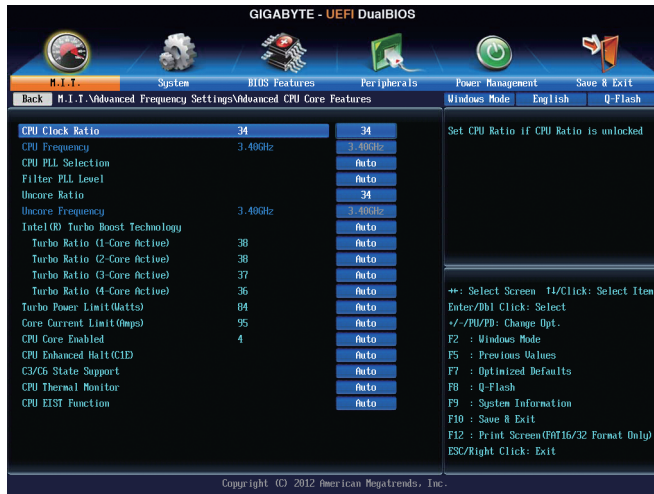 GIGABYTE - UEFI DualBIOS
M.I.T. System BIOS Features Peripherals Power Management Save & Exit
Back M.I.T.\Advanced Frequency Settings\Advanced CPU Core Features Windows Mode English Q-Flash
CPU Clock Ratio 34 34
CPU Frequency 3.40GHz 3.40GHz
CPU PLL Selection Auto
Filter PLL Level Auto
Uncore Ratio 34
Uncore Frequency 3.40GHz 3.40GHz
Intel(R) Turbo Boost Technology Auto
Turbo Ratio (1-Core Active) 38 Auto
Turbo Ratio (2-Core Active) 38 Auto
Turbo Ratio (3-Core Active) 37 Auto
Turbo Ratio (4-Core Active) 36 Auto
Turbo Power Limit(Watts) 84 Auto
Core Current Limit(Amps) 95 Auto
CPU Core Enabled 4 Auto
CPU Enhanced Halt(C1E) Auto
C3/C6 State Support Auto
CPU Thermal Monitor Auto
CPU EIST Function Auto
Set CPU Ratio if CPU Ratio is unlocked
↔: Select Screen ↑↓/Click: Select Item
Enter/Dbl Click: Select
+/-/PU/PD: Change Opt.
F2 : Windows Mode
F5 : Previous Values
F7 : Optimized Defaults
F8 : Q-Flash
F9 : System Information
F10 : Save & Exit
F12 : Print Screen(FAT16/32 Format Only)
ESC/Right Click: Exit
Copyright (C) 2012 American Megatrends, Inc.